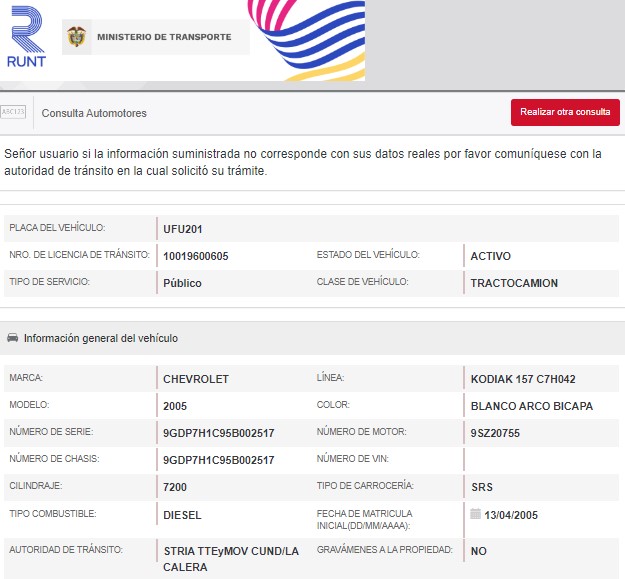 RUNT
MINISTERIO DE TRANSPORTE
ABC123
Consulta Automotores
Realizar otra consulta
Señor usuario si la información suministrada no corresponde con sus datos reales por favor comuníquese con la
autoridad de tránsito en la cual solicitó su trámite.
PLACA DEL VEHÍCULO: UFU201
NRO. DE LICENCIA DE TRÁNSITO: 10019600605 ESTADO DEL VEHÍCULO: ACTIVO
TIPO DE SERVICIO: Público CLASE DE VEHÍCULO: TRACTOCAMION
Información general del vehículo
MARCA: CHEVROLET LÍNEA: KODIAK 157 C7H042
MODELO: 2005 COLOR: BLANCO ARCO BICAPA
NÚMERO DE SERIE: 9GDP7H1C95B002517 NÚMERO DE MOTOR: 9SZ20755
NÚMERO DE CHASIS: 9GDP7H1C95B002517 NÚMERO DE VIN:
CILINDRAJE: 7200 TIPO DE CARROCERÍA: SRS
TIPO COMBUSTIBLE: DIESEL FECHA DE MATRICULA
INICIAL(DD/MM/AAAA): 13/04/2005
AUTORIDAD DE TRÁNSITO: STRIA TTEyMOV CUND/LA
CALERA GRAVÁMENES A LA PROPIEDAD: NO